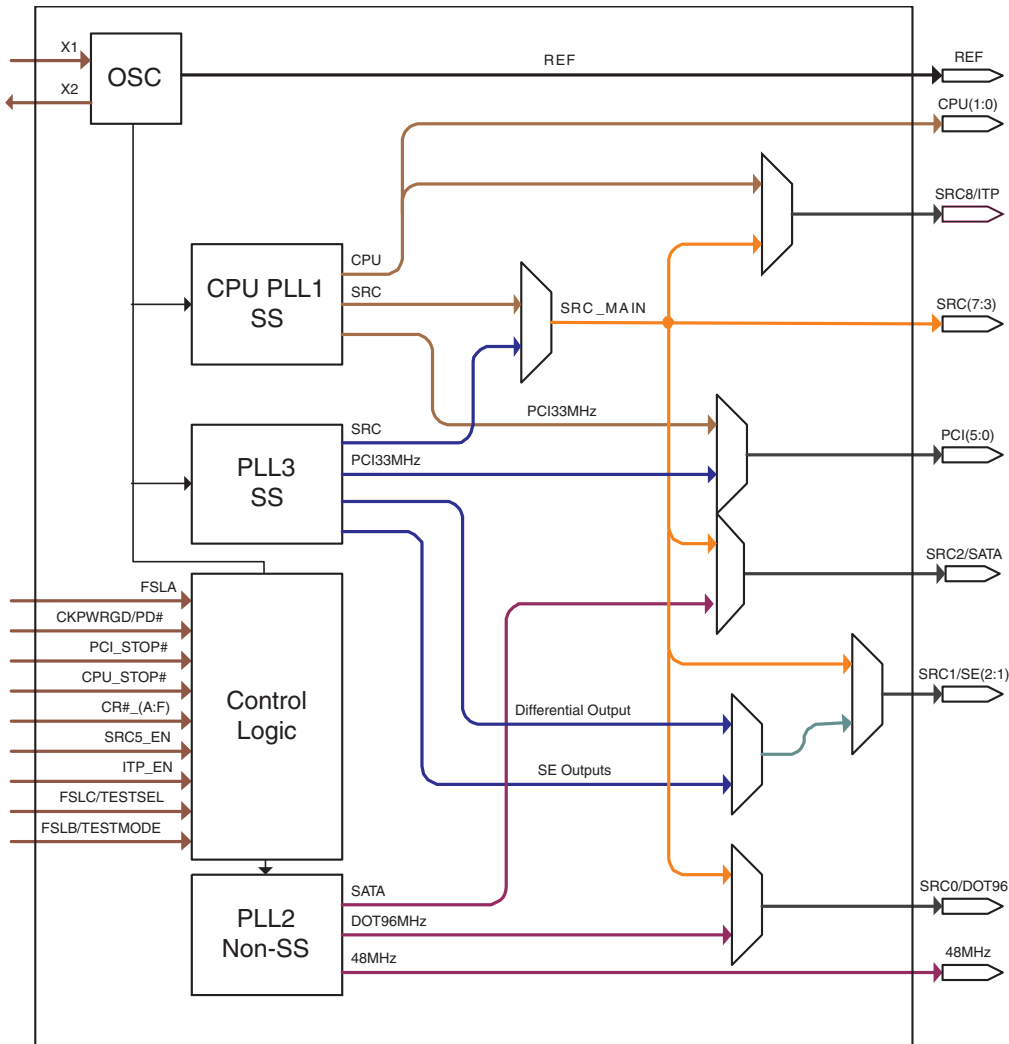 X1
X2
OSC
REF
REF
CPU(1:0)
SRC8/ITP
CPU PLL1
SS
CPU
SRC
SRC_MAIN
SRC(7:3)
PCI33MHz
PLL3
SS
SRC
PCI33MHz
PCI(5:0)
SRC2/SATA
FSLA
CKPWRGD/PD#
PCI_STOP#
CPU_STOP#
CR#_(A:F)
SRC5_EN
ITP_EN
FSLC/TESTSEL
FSLB/TESTMODE
Control
Logic
Differential Output
SE Outputs
SRC1/SE(2:1)
PLL2
Non-SS
SATA
DOT96MHz
48MHz
SRC0/DOT96
48MHz